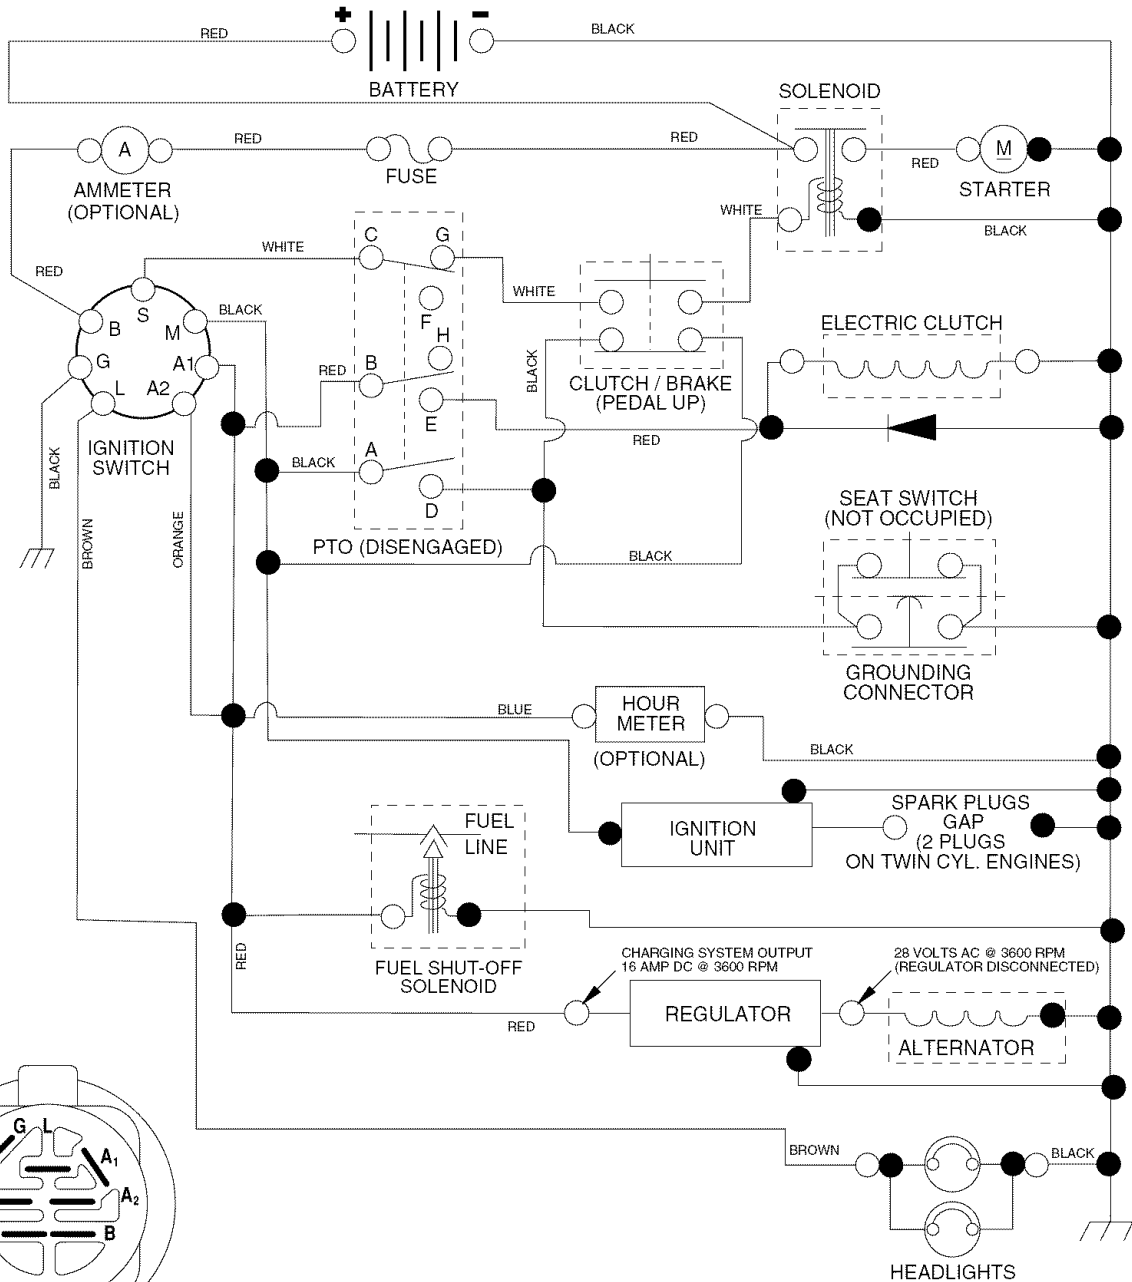 + -
RED
BLACK
BATTERY
SOLENOID
RED
RED
A
M
RED
FUSE
AMMETER
(OPTIONAL)
STARTER
WHITE
BLACK
C
G
WHITE
RED
WHITE
BLACK
S
B
M
F
H
ELECTRIC CLUTCH
G
A1
RED
B
BLACK
CLUTCH / BRAKE
(PEDAL UP)
L
A2
E
RED
IGNITION
SWITCH
BLACK
BLACK
A
D
SEAT SWITCH
(NOT OCCUPIED)
BROWN
ORANGE
PTO (DISENGAGED)
BLACK
GROUNDING
CONNECTOR
BLUE
HOUR
METER
(OPTIONAL)
BLACK
FUEL
LINE
IGNITION
UNIT
SPARK PLUGS
GAP
(2 PLUGS
ON TWIN CYL. ENGINES)
RED
FUEL SHUT-OFF
SOLENOID
CHARGING SYSTEM OUTPUT
16 AMP DC @ 3600 RPM
28 VOLTS AC @ 3600 RPM
(REGULATOR DISCONNECTED)
RED
REGULATOR
ALTERNATOR
G L
A1
A2
B
BROWN
BLACK
HEADLIGHTS